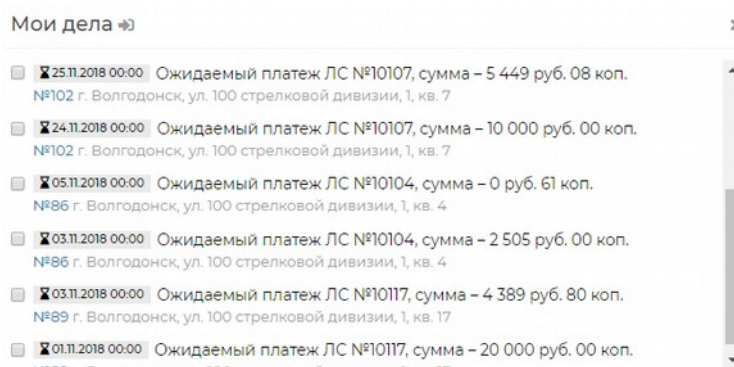 Мои дела
25.11.2018 00:00 Ожидаемый платеж ЛС №10107, сумма – 5 449 руб. 08 коп.
№102 г. Волгодонск, ул. 100 стрелковой дивизии, 1, кв. 7
24.11.2018 00:00 Ожидаемый платеж ЛС №10107, сумма – 10 000 руб. 00 коп.
№102 г. Волгодонск, ул. 100 стрелковой дивизии, 1, кв. 7
05.11.2018 00:00 Ожидаемый платеж ЛС №10104, сумма – 0 руб. 61 коп.
№86 г. Волгодонск, ул. 100 стрелковой дивизии, 1, кв. 4
03.11.2018 00:00 Ожидаемый платеж ЛС №10104, сумма – 2 505 руб. 00 коп.
№86 г. Волгодонск, ул. 100 стрелковой дивизии, 1, кв. 4
03.11.2018 00:00 Ожидаемый платеж ЛС №10117, сумма – 4 389 руб. 80 коп.
№89 г. Волгодонск, ул. 100 стрелковой дивизии, 1, кв. 17
01.11.2018 00:00 Ожидаемый платеж ЛС №10117, сумма – 20 000 руб. 00 коп.